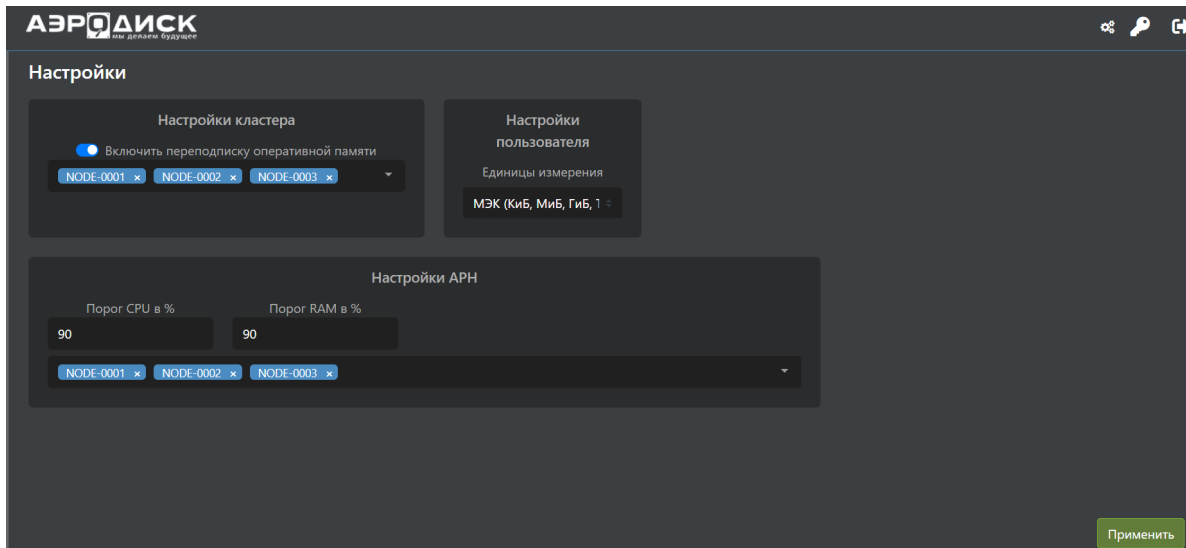 АЭРОДИСК
мы делаем будущее
Настройки
Настройки кластера
Включить переподписку оперативной памяти
NODE-0001 × NODE-0002 × NODE-0003 ×
Настройки
пользователя
Единицы измерения
МЭК (КиБ, МиБ, ГиБ, Т
Настройки АРН
Порог CPU в % Порог RAM в %
90 90
NODE-0001 × NODE-0002 × NODE-0003 ×
Применить